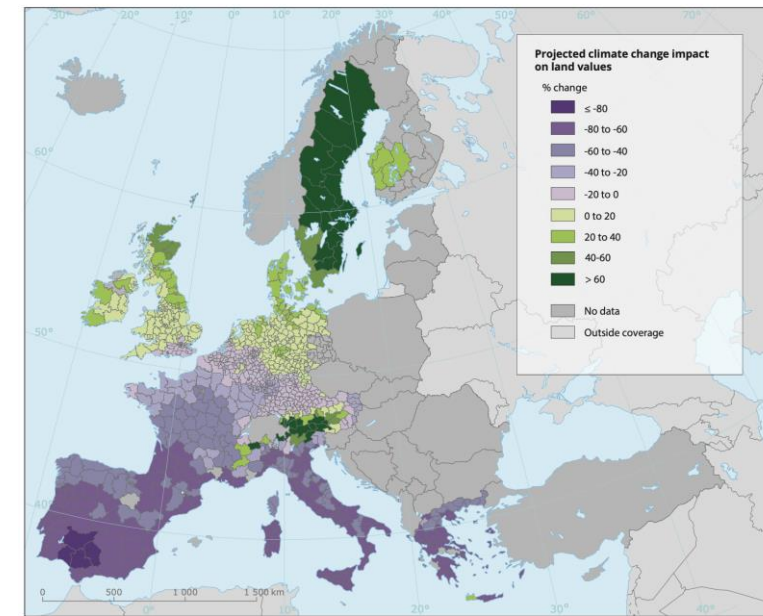 -30°
-20°
-10°
0°
10°
20°
30°
40°
50°
60°
70°
Projected climate change impact
on land values
% change
≤ -80
-80 to -60
-60 to -40
-40 to -20
-20 to 0
0 to 20
20 to 40
40-60
> 60
No data
Outside coverage
60°
50°
40°
0 500 1 000 1 500 km
0°
10°
20°
30°
40°